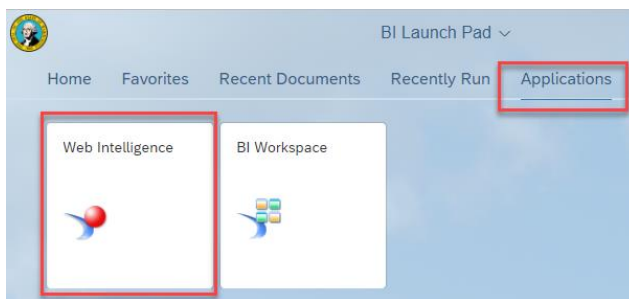 BI Launch Pad
Home Favorites Recent Documents Recently Run Applications
Web Intelligence BI Workspace